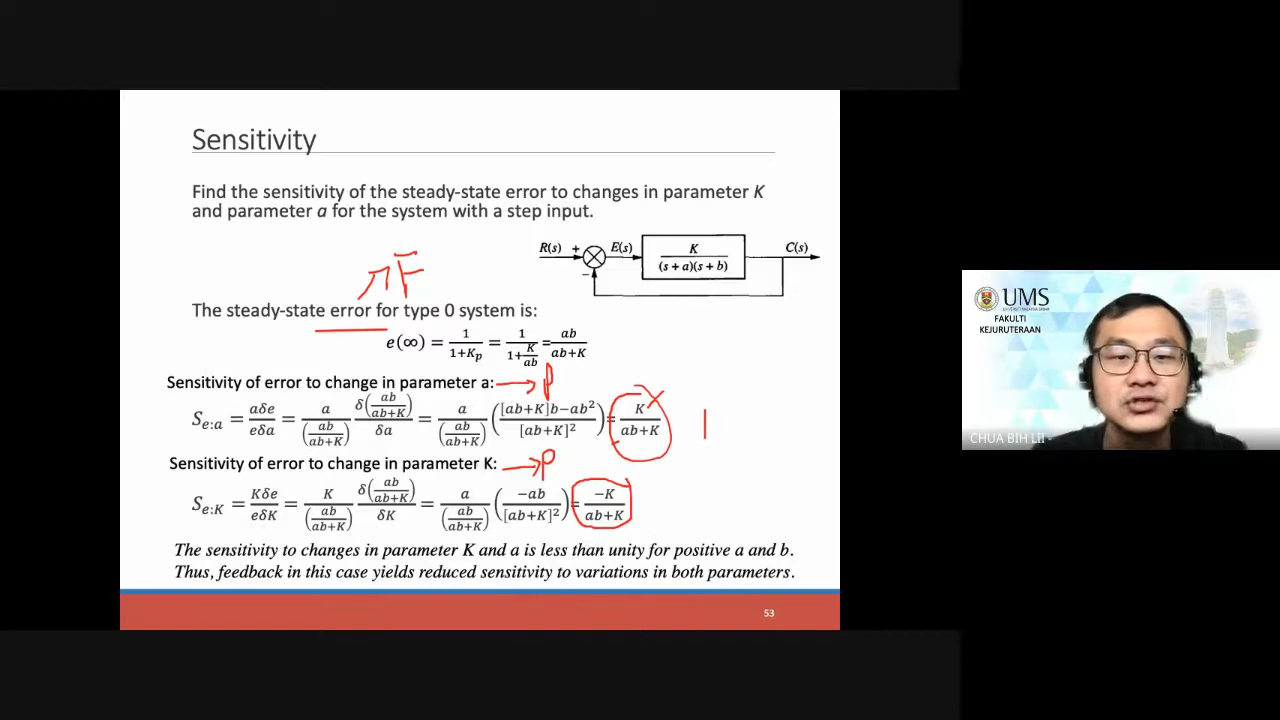 Sensitivity
Find the sensitivity of the steady-state error to changes in parameter K
and parameter a for the system with a step input.
R(s) + E(s) K/(s + a)(s + b) C(s)
−
F
The steady-state error for type 0 system is:
e(∞) = 1/(1+K_p) = 1/(1+K/ab) = ab/(ab+K)
Sensitivity of error to change in parameter a: → P
S_e:a = aδe/eδa = a/(ab/(ab+K)) δ(ab/(ab+K))/δa = a/(ab/(ab+K)) ([ab+K]b−ab²/[ab+K]²) = K/(ab+K)
Sensitivity of error to change in parameter K: → P
S_e:K = Kδe/eδK = K/(ab/(ab+K)) δ(ab/(ab+K))/δK = a/(ab/(ab+K)) (−ab/[ab+K]²) = −K/(ab+K)
The sensitivity to changes in parameter K and a is less than unity for positive a and b.
Thus, feedback in this case yields reduced sensitivity to variations in both parameters.
53
UMS
FAKULTI
KEJURUTERAAN
CHUA BIH LII -